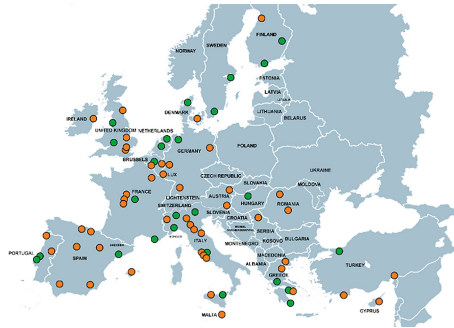 FINLAND
NORWAY
SWEDEN
ESTONIA
LATVIA
LITHUANIA
BELARUS
DENMARK
IRELAND
UNITED KINGDOM
NETHERLANDS
GERMANY
POLAND
BRUSSELS
LUX
CZECH REPUBLIC
UKRAINE
SLOVAKIA
MOLDOVA
FRANCE
LIGHTENSTEIN
SWITZERLAND
AUSTRIA
HUNGARY
SLOVENIA
ROMANIA
CROATIA
SERBIA
ITALY
MONTENEGRO
KOSOVO
BULGARIA
PORTUGAL
SPAIN
MACEDONIA
ALBANIA
GREECE
TURKEY
MALTA
CYPRUS